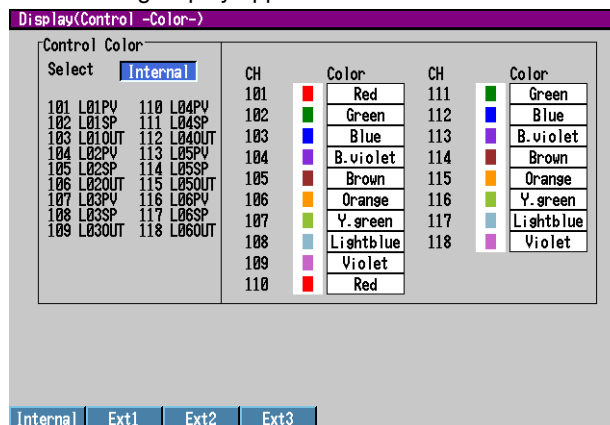 Display(Control -Color-)
Control Color
Select Internal
101 L01PV 110 L04PV
102 L01SP 111 L04SP
103 L01OUT 112 L04OUT
104 L02PV 113 L05PV
105 L02SP 114 L05SP
106 L02OUT 115 L05OUT
107 L03PV 116 L06PV
108 L03SP 117 L06SP
109 L03OUT 118 L06OUT
CH Color CH Color
101 Red 111 Green
102 Green 112 Blue
103 Blue 113 B.violet
104 B.violet 114 Brown
105 Brown 115 Orange
106 Orange 116 Y.green
107 Y.green 117 Lightblue
108 Lightblue 118 Violet
109 Violet
110 Red
Internal Ext1 Ext2 Ext3